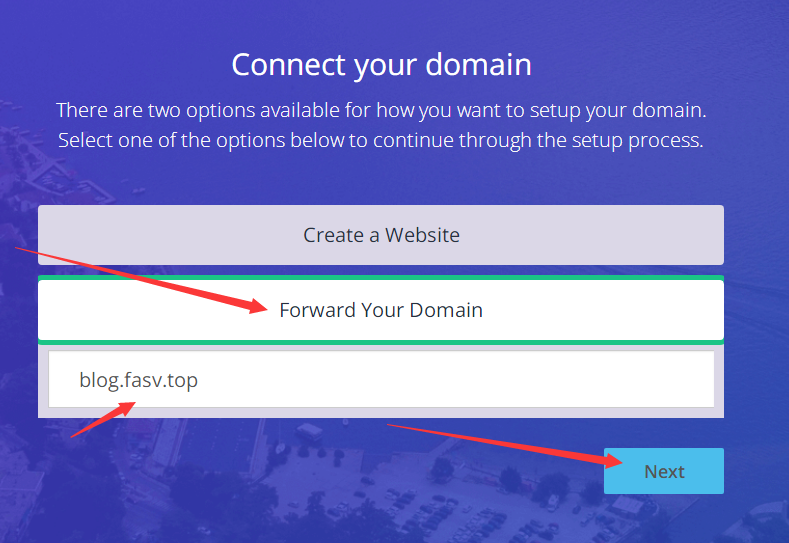 Connect your domain
There are two options available for how you want to setup your domain.
Select one of the options below to continue through the setup process.
Create a Website
Forward Your Domain
blog.fasv.top
Next